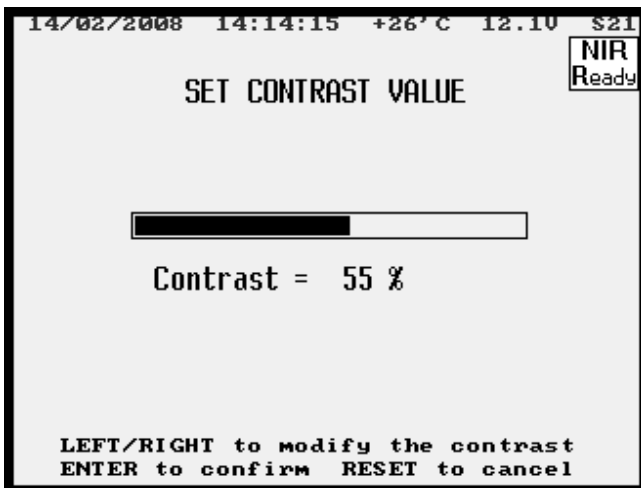 14/02/2008 14:14:15 +26'C 12.1V S21
NIR
Ready
SET CONTRAST VALUE
Contrast = 55 %
LEFT/RIGHT to modify the contrast
ENTER to confirm RESET to cancel